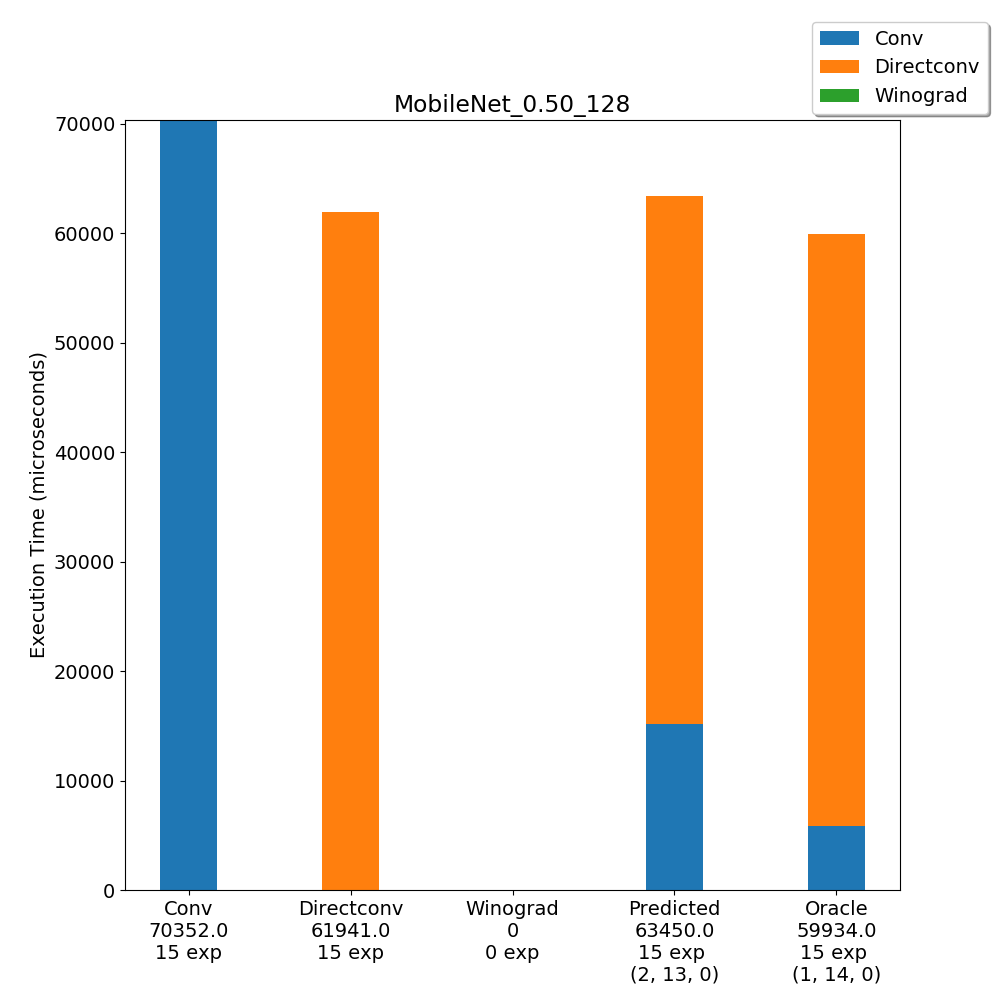 Conv
Directconv
Winograd
MobileNet_0.50_128
Execution Time (microseconds)
70000
60000
50000
40000
30000
20000
10000
0
Conv
70352.0
15 exp
Directconv
61941.0
15 exp
Winograd
0
0 exp
Predicted
63450.0
15 exp
(2, 13, 0)
Oracle
59934.0
15 exp
(1, 14, 0)